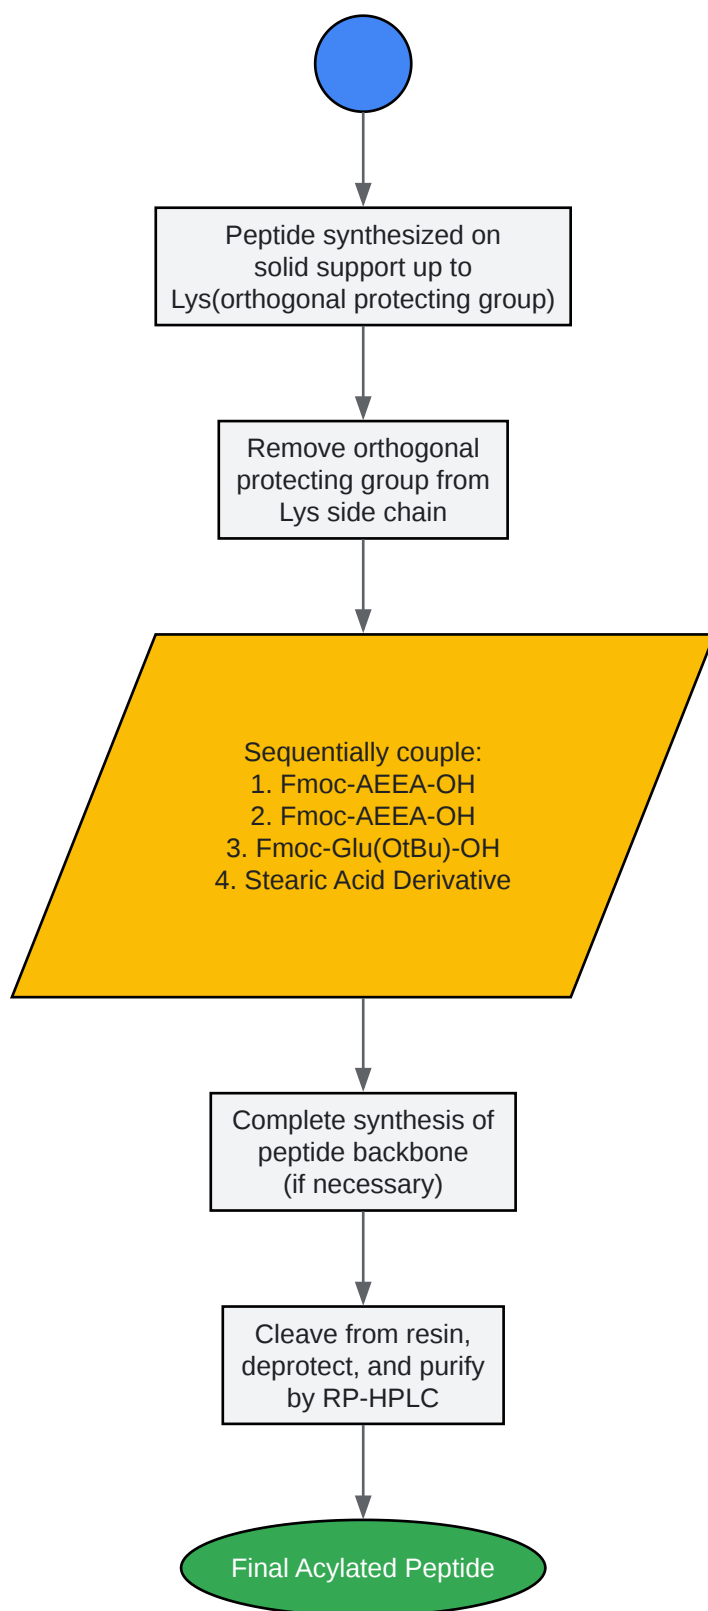 Peptide synthesized on
solid support up to
Lys(orthogonal protecting group)
Remove orthogonal
protecting group from
Lys side chain
Sequentially couple:
1. Fmoc-AEEA-OH
2. Fmoc-AEEA-OH
3. Fmoc-Glu(OtBu)-OH
4. Stearic Acid Derivative
Complete synthesis of
peptide backbone
(if necessary)
Cleave from resin,
deprotect, and purify
by RP-HPLC
Final Acylated Peptide